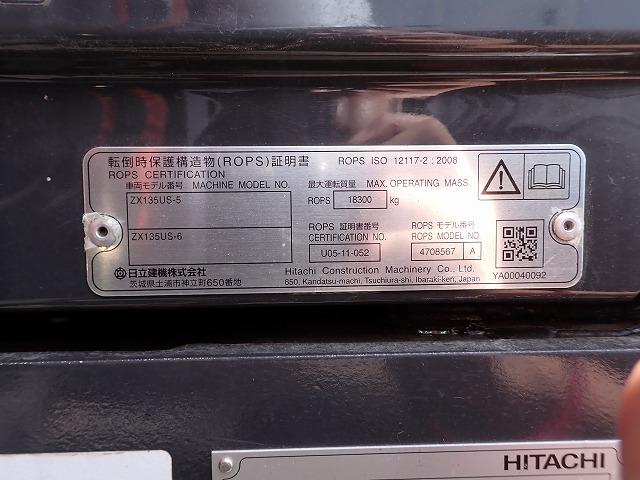 転倒時保護構造物(ROPS)証明書 ROPS ISO 12117-2 : 2008
ROPS CERTIFICATION
車両モデル番号 MACHINE MODEL NO. 最大運転質量 MAX. OPERATING MASS
ZX135US-5 ROPS 18300 kg
ZX135US-6 ROPS 証明書番号 ROPS モデル番号
CERTIFICATION NO. ROPS MODEL NO.
U05-11-052 4708567 A
日立建機株式会社 Hitachi Construction Machinery Co., Ltd.
茨城県土浦市神立町650番地 650, Kandatsu-machi, Tsuchiura-shi, Ibaraki-ken, Japan YA00040092
HITACHI